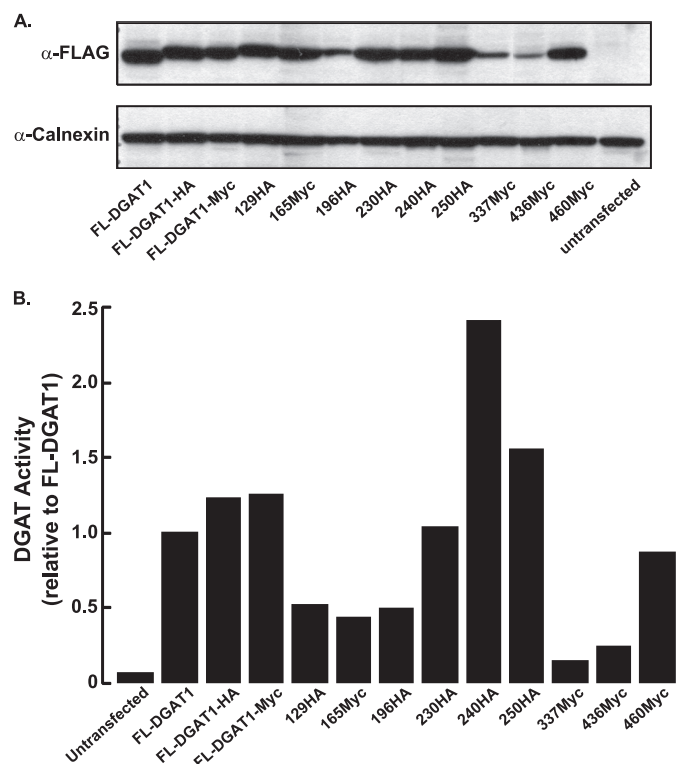 A.
α-FLAG
α-Calnexin
FL-DGAT1
FL-DGAT1-HA
FL-DGAT1-Myc
129HA
165Myc
196HA
230HA
240HA
250HA
337Myc
436Myc
460Myc
untransfected
B.
DGAT Activity
(relative to FL-DGAT1)
2.5
2.0
1.5
1.0
0.5
0
Untransfected
FL-DGAT1
FL-DGAT1-HA
FL-DGAT1-Myc
129HA
165Myc
196HA
230HA
240HA
250HA
337Myc
436Myc
460Myc